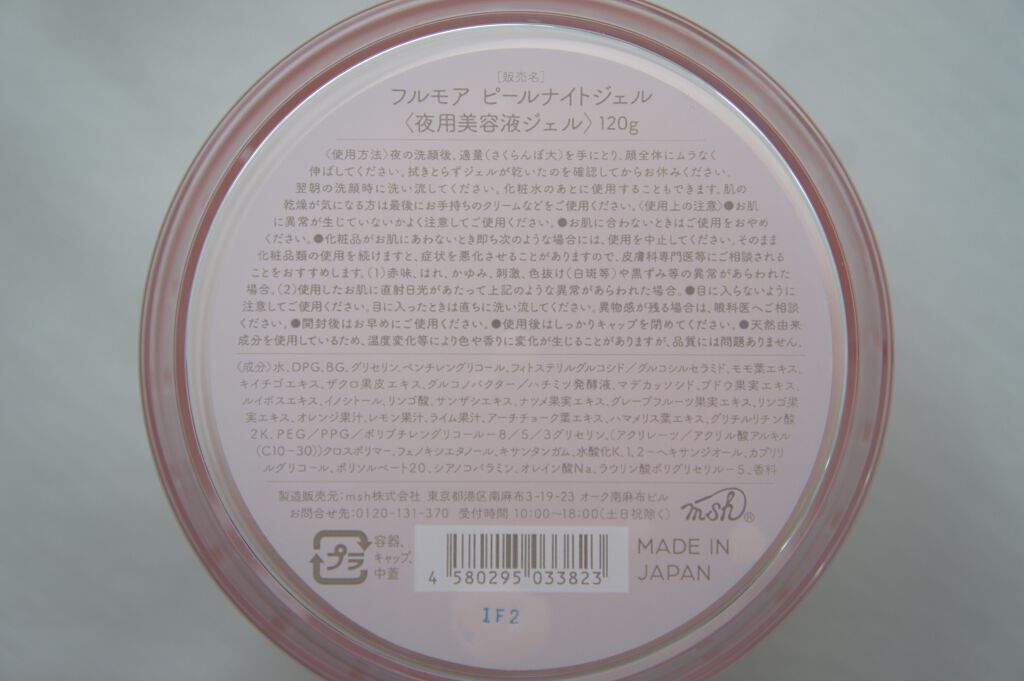 [販売名]
フルモア ピールナイトジェル
〈夜用美容液ジェル〉120g
〈使用方法〉夜の洗顔後、適量(さくらんぼ大)を手にとり、顔全体にムラなく
伸ばしてください。拭きとらずジェルが乾いたのを確認してからお休みください。
翌朝の洗顔時に洗い流してください。化粧水のあとに使用することもできます。肌の
乾燥が気になる方は最後にお手持ちのクリームなどをご使用ください。〈使用上の注意〉●お肌
に異常が生じていないかよく注意してご使用ください。●お肌に合わないときはご使用をおやめ
ください。●化粧品がお肌にあわないとき即ち次のような場合には、使用を中止してください。そのまま
化粧品類の使用を続けますと、症状を悪化させることがありますので、皮膚科専門医等にご相談される
ことをおすすめします。(1)赤味、はれ、かゆみ、刺激、色抜け(白斑等)や黒ずみ等の異常があらわれた
場合。(2)使用したお肌に直射日光があたって上記のような異常があらわれた場合。●目に入らないように
注意してご使用ください。目に入ったときは直ちに洗い流してください。異物感が残る場合は、眼科医へご相談
ください。●開封後はお早めにご使用ください。●使用後はしっかりキャップを閉めてください。●天然由来
成分を使用しているため、温度変化等により色や香りに変化が生じることがありますが、品質には問題ありません。
〈成分〉水、DPG、BG、グリセリン、ペンチレングリコール、フィトステリルグルコシド/グルコシルセラミド、モモ葉エキス、
キイチゴエキス、ザクロ果皮エキス、グルコノバクター/ハチミツ発酵液、マデカッソシド、ブドウ果実エキス、
ルイボスエキス、イノシトール、リンゴ酸、サンザシエキス、ナツメ果実エキス、グレープフルーツ果実エキス、リンゴ果
実エキス、オレンジ果汁、レモン果汁、ライム果汁、アーチチョーク葉エキス、ハマメリス葉エキス、グリチルリチン酸
2K、PEG/PPG/ポリブチレングリコール-8/5/3グリセリン、(アクリレーツ/アクリル酸アルキル
(C10-30))クロスポリマー、フェノキシエタノール、キサンタンガム、水酸化K、1,2-ヘキサンジオール、カプリリ
ルグリコール、ポリソルベート20、シアノコバラミン、オレイン酸Na、ラウリン酸ポリグリセリル-5、香料
製造販売元:msh株式会社 東京都港区南麻布3-19-23 オーク南麻布ビル
お問合せ先:0120-131-370 受付時間 10:00~18:00(土日祝除く)
msh®
プラ
容器、
キャップ、
中蓋
4 580295 033823
MADE IN
JAPAN
1F2